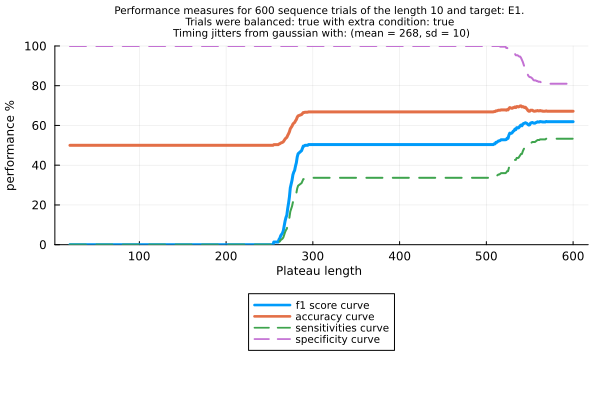 Performance measures for 600 sequence trials of the length 10 and target: E1.
Trials were balanced: true with extra condition: true
Timing jitters from gaussian with: (mean = 268, sd = 10)
100
80
60
40
20
0
performance %
100 200 300 400 500 600
Plateau length
f1 score curve
accuracy curve
sensitivities curve
specificity curve